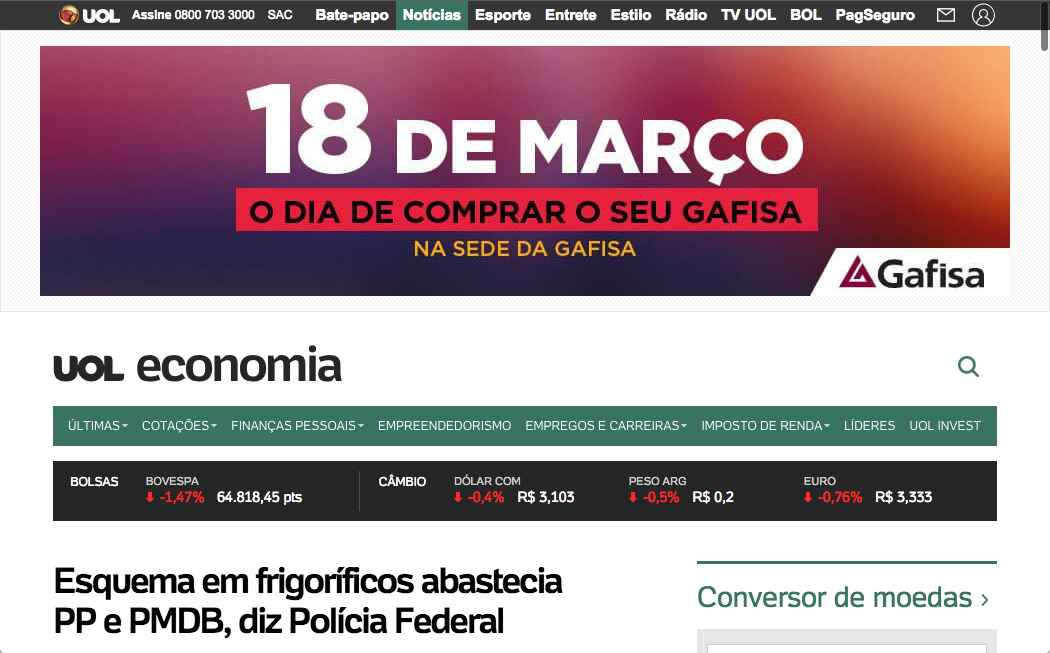 UOL Assine 0800 703 3000 SAC Bate-papo Notícias Esporte Entrete Estilo Rádio TV UOL BOL PagSeguro
18 DE MARÇO
O DIA DE COMPRAR O SEU GAFISA
NA SEDE DA GAFISA
Gafisa
UOL economia
ÚLTIMAS COTAÇÕES FINANÇAS PESSOAIS EMPREENDEDORISMO EMPREGOS E CARREIRAS IMPOSTO DE RENDA LÍDERES UOL INVEST
BOLSAS BOVESPA CÂMBIO DÓLAR COM PESO ARG EURO
-1,47% 64.818,45 pts -0,4% R$ 3,103 -0,5% R$ 0,2 -0,76% R$ 3,333
Esquema em frigoríficos abastecia
PP e PMDB, diz Polícia Federal
Conversor de moedas ›